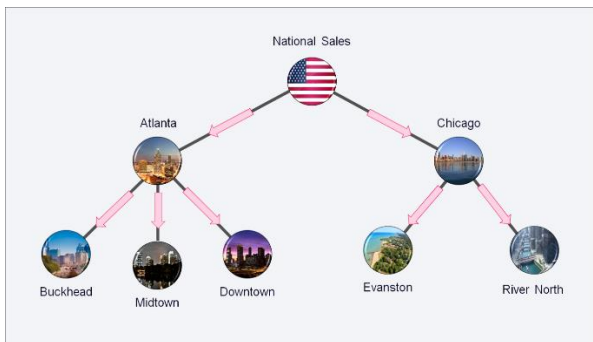 National Sales
Atlanta
Chicago
Buckhead
Midtown
Downtown
Evanston
River North